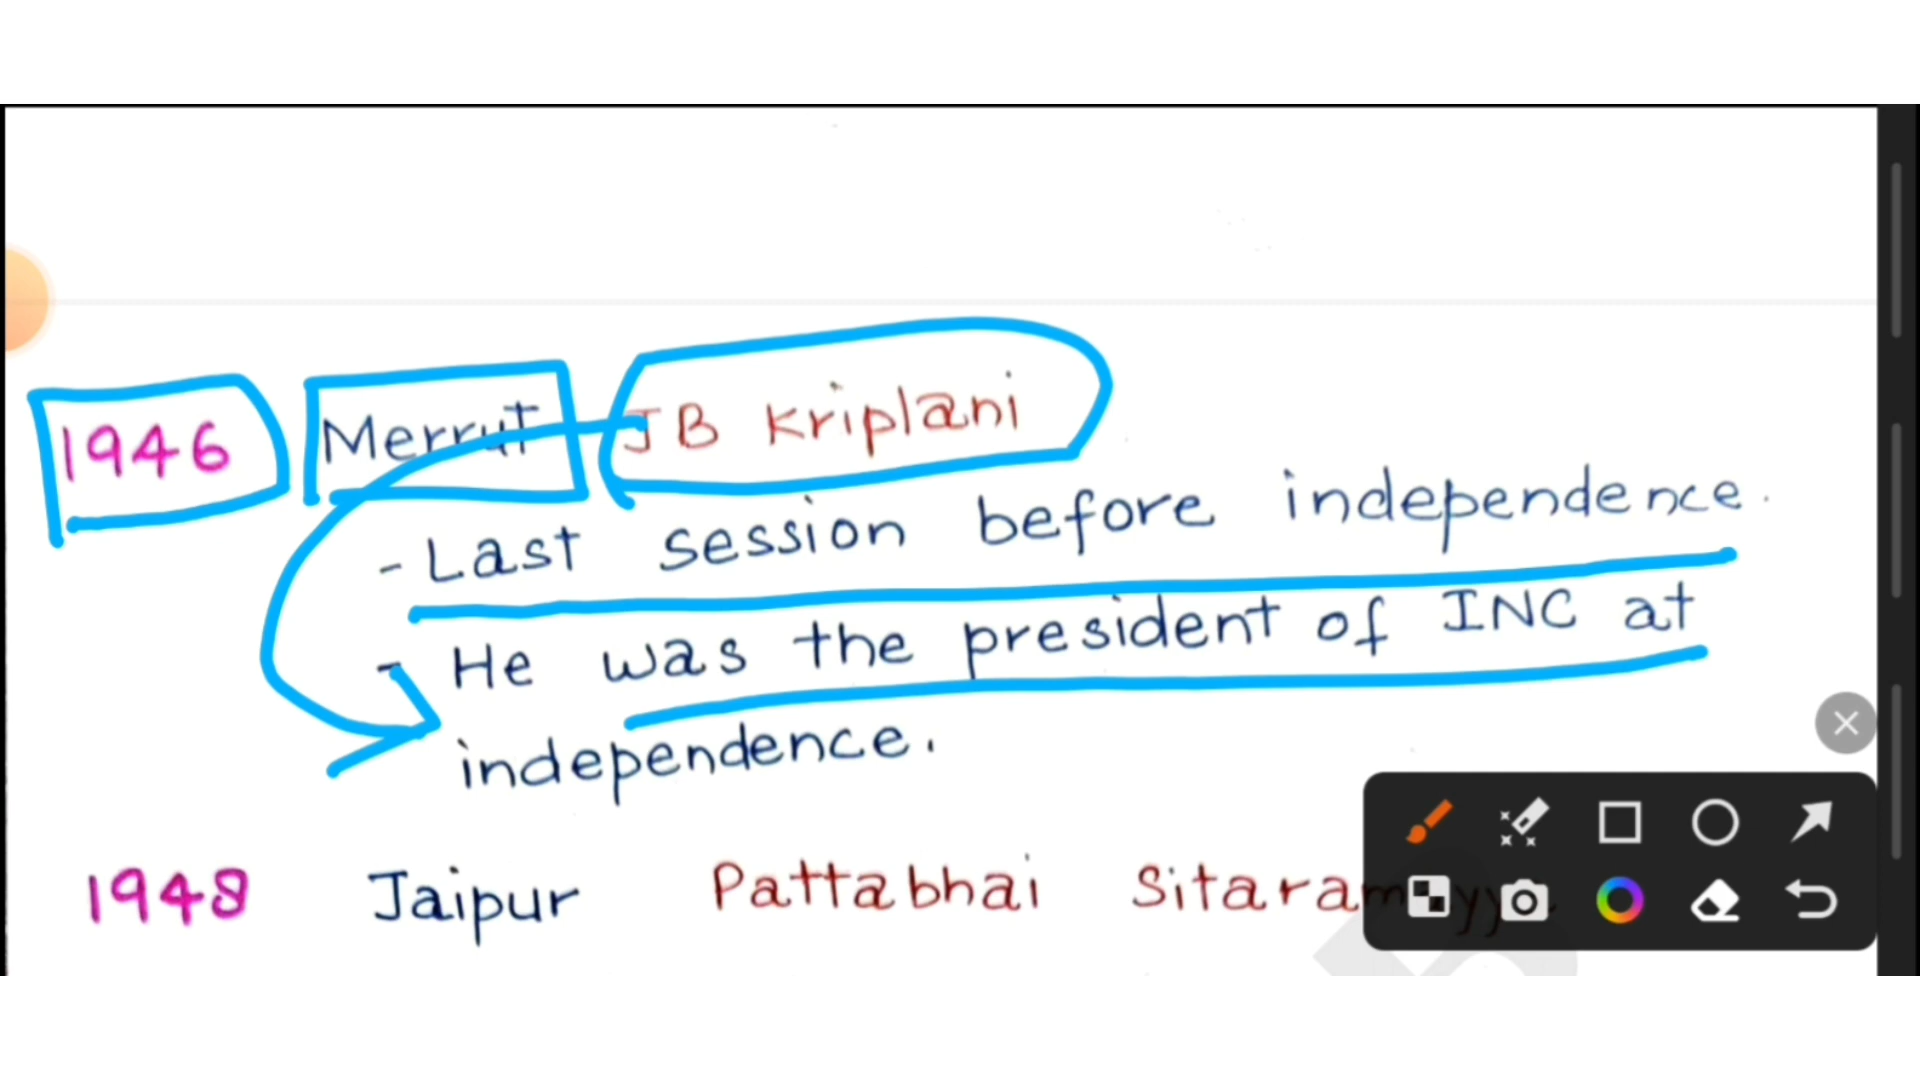 1946 Merrut JB Kriplani
- Last session before independence.
- He was the president of INC at
independence.
1948 Jaipur Pattabhai